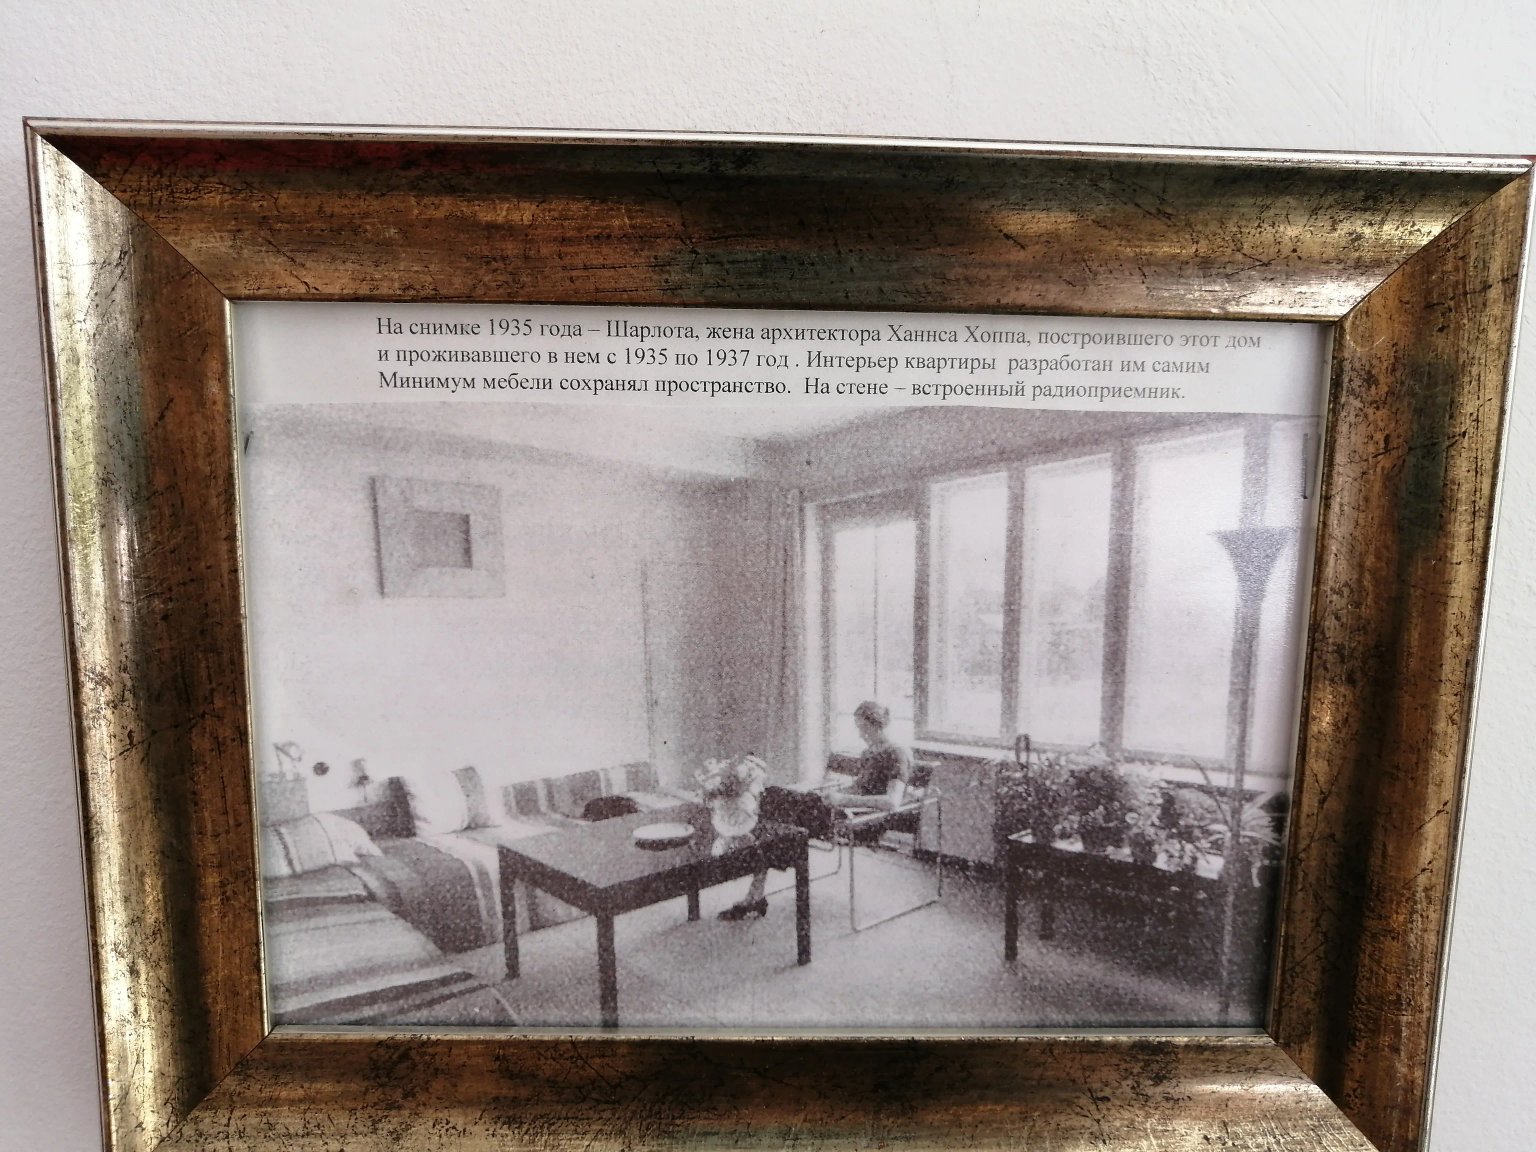 На снимке 1935 года – Шарлота, жена архитектора Ханнса Хоппа, построившего этот дом
и проживавшего в нем с 1935 по 1937 год . Интерьер квартиры разработан им самим
Минимум мебели сохранял пространство. На стене – встроенный радиоприемник.